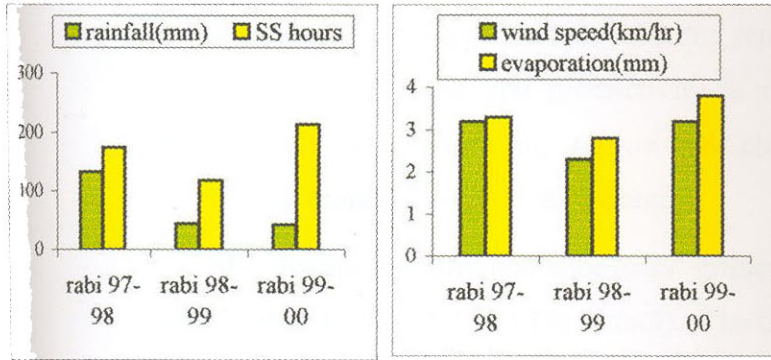 rainfall(mm) SS hours
300
200
100
0
rabi 97-98
rabi 98-99
rabi 99-00
wind speed(km/hr)
evaporation(mm)
4
3
2
1
0
rabi 97-98
rabi 98-99
rabi 99-00